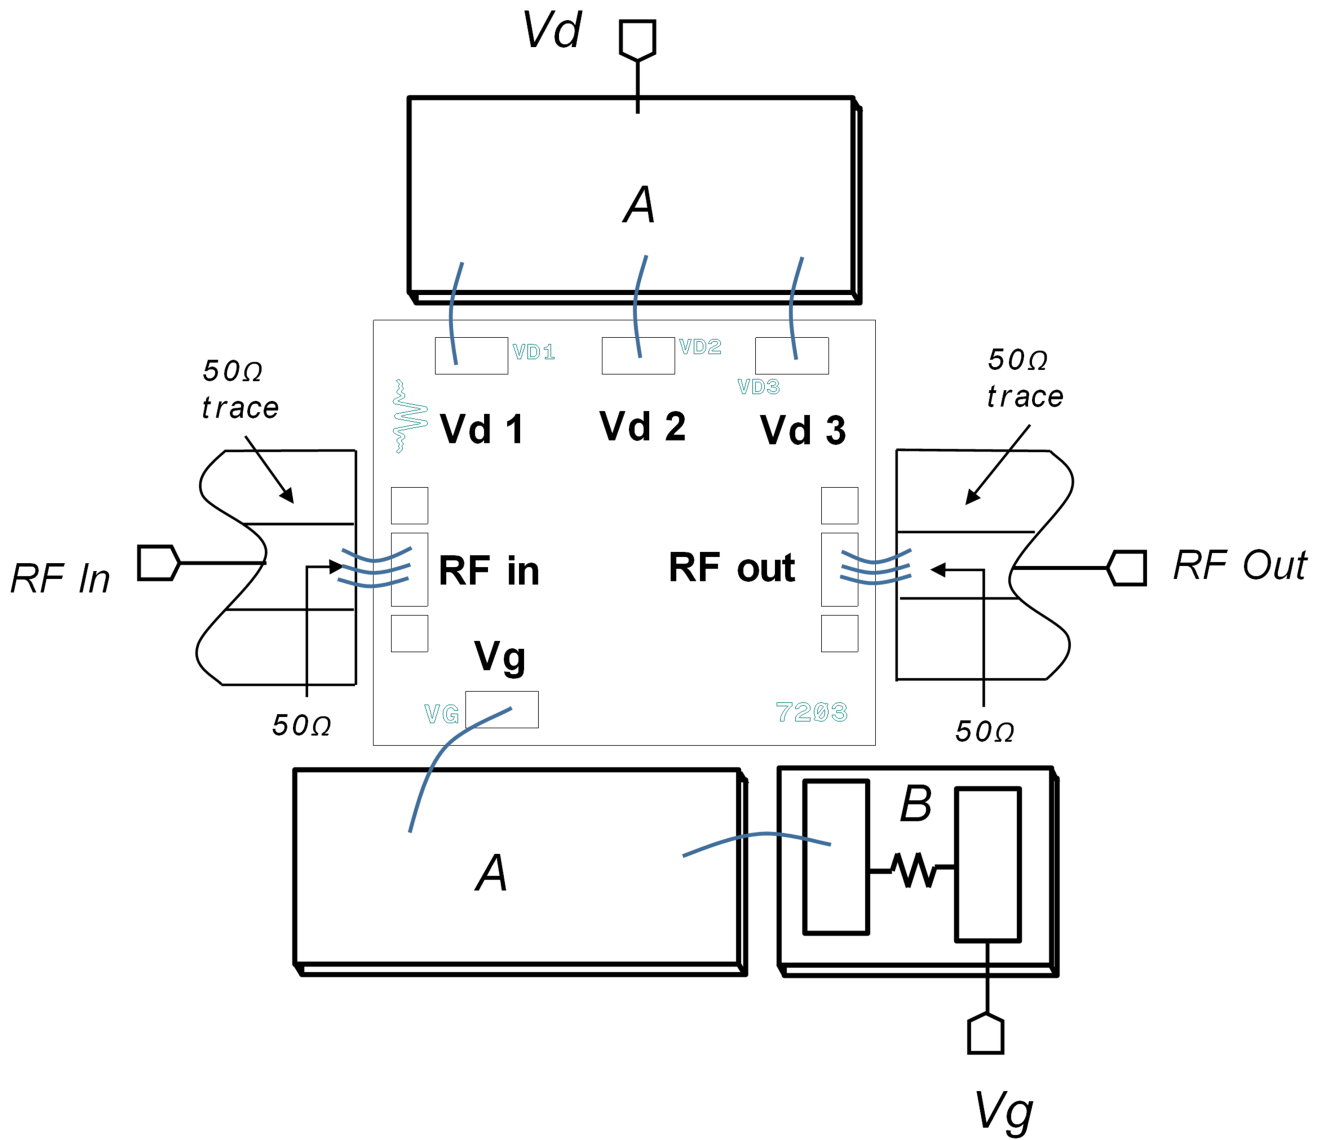 Vd
A
VD1
VD2
VD3
Vd 1
Vd 2
Vd 3
50Ω
trace
50Ω
trace
RF In
RF in
RF out
RF Out
50Ω
50Ω
Vg
VG
7203
A
B
Vg